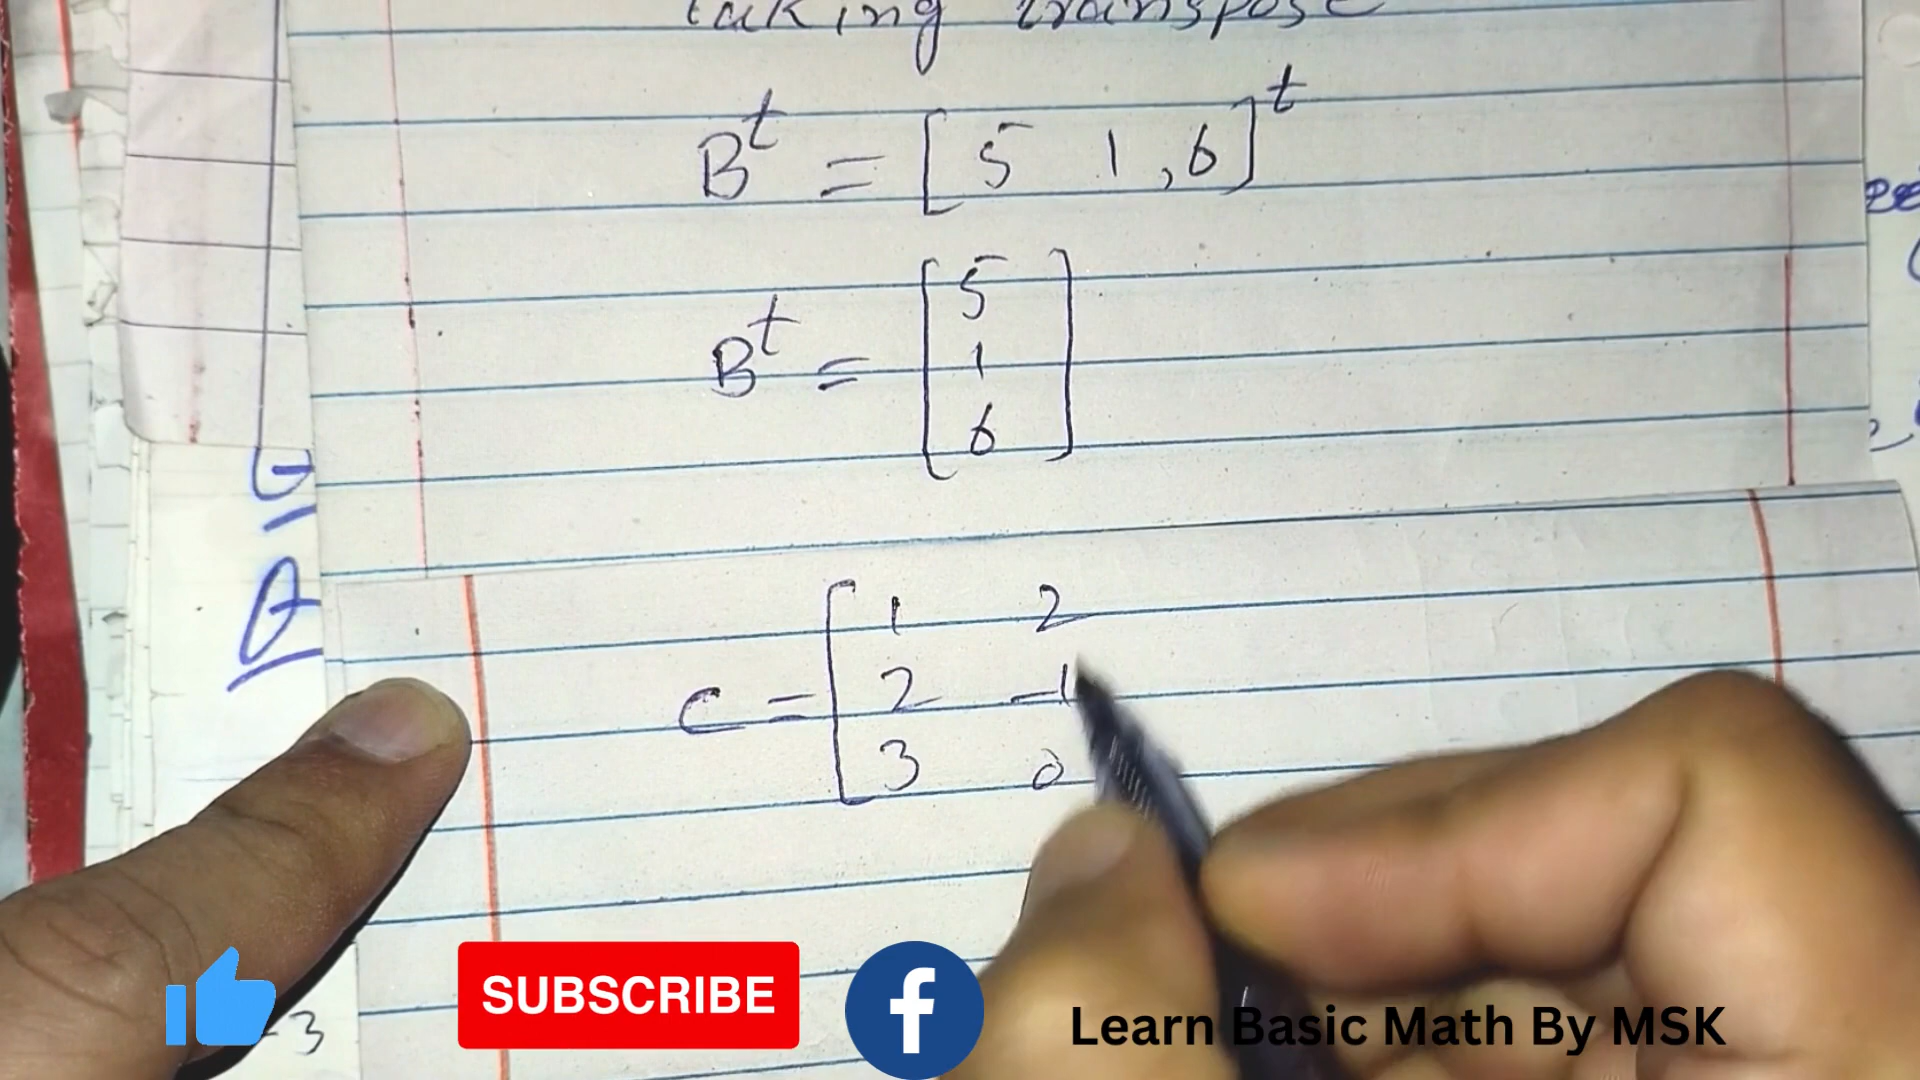 taking transpose
B^t = [5 1, 6]^t
B^t = [5
1
6]
C = [1 2
2 -1
3 0
-3
SUBSCRIBE
f
Learn Basic Math By MSK